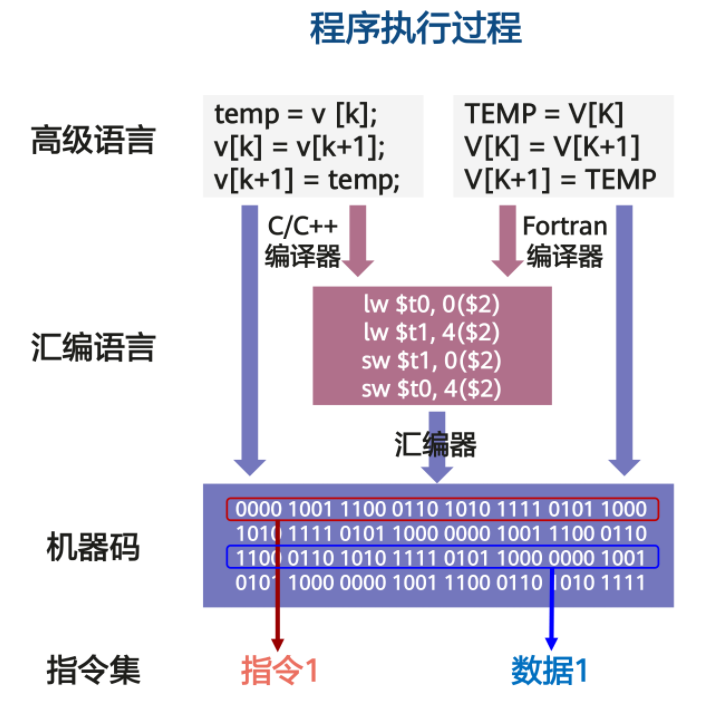 程序执行过程
高级语言
temp = v [k];
v[k] = v[k+1];
v[k+1] = temp;
TEMP = V[K]
V[K] = V[K+1]
V[K+1] = TEMP
C/C++
编译器
Fortran
编译器
汇编语言
lw $t0, 0($2)
lw $t1, 4($2)
sw $t1, 0($2)
sw $t0, 4($2)
汇编器
机器码
0000 1001 1100 0110 1010 1111 0101 1000
1010 1111 0101 1000 0000 1001 1100 0110
1100 0110 1010 1111 0101 1000 0000 1001
0101 1000 0000 1001 1100 0110 1010 1111
指令集
指令1
数据1